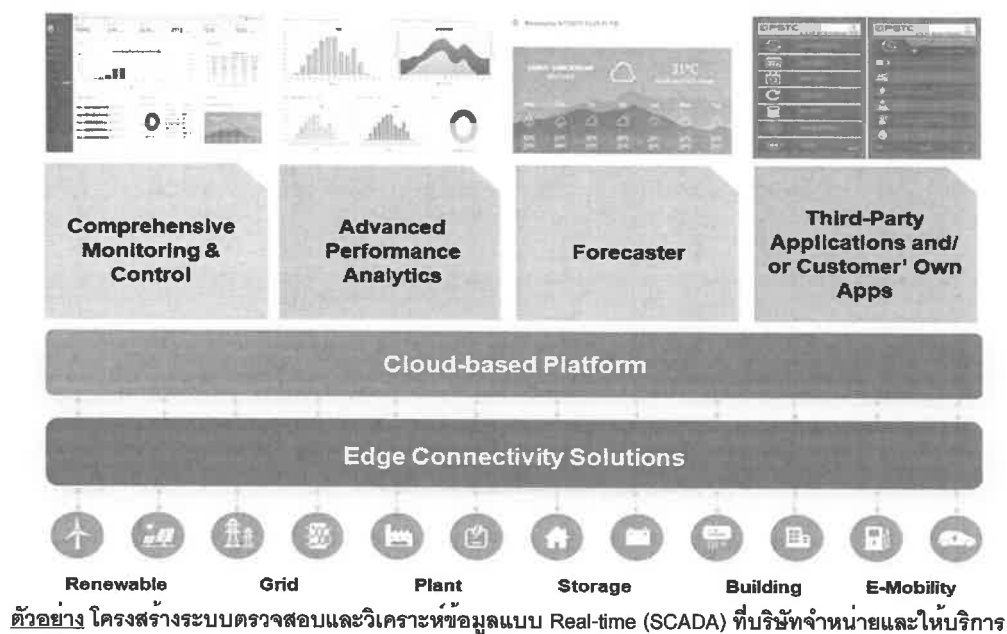 PSTC
PSTC
31°C
Comprehensive
Monitoring &
Control
Advanced
Performance
Analytics
Forecaster
Third-Party
Applications and/
or Customer' Own
Apps
Cloud-based Platform
Edge Connectivity Solutions
Renewable
Grid
Plant
Storage
Building
E-Mobility
ตัวอย่าง โครงสร้างระบบตรวจสอบและวิเคราะห์ข้อมูลแบบ Real-time (SCADA) ที่บริษัทจำหน่ายและให้บริการ